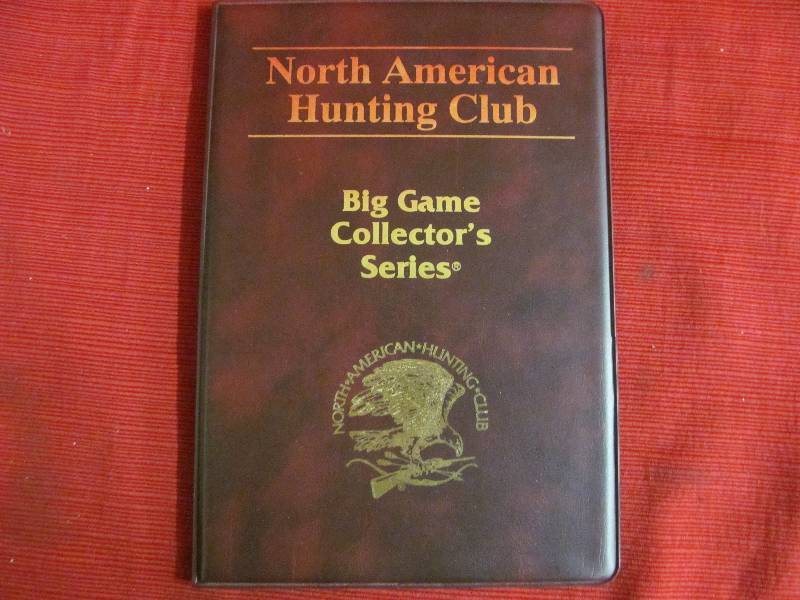 North American
Hunting Club
Big Game
Collector's
Series®
NORTH★AMERICAN★HUNTING★CLUB